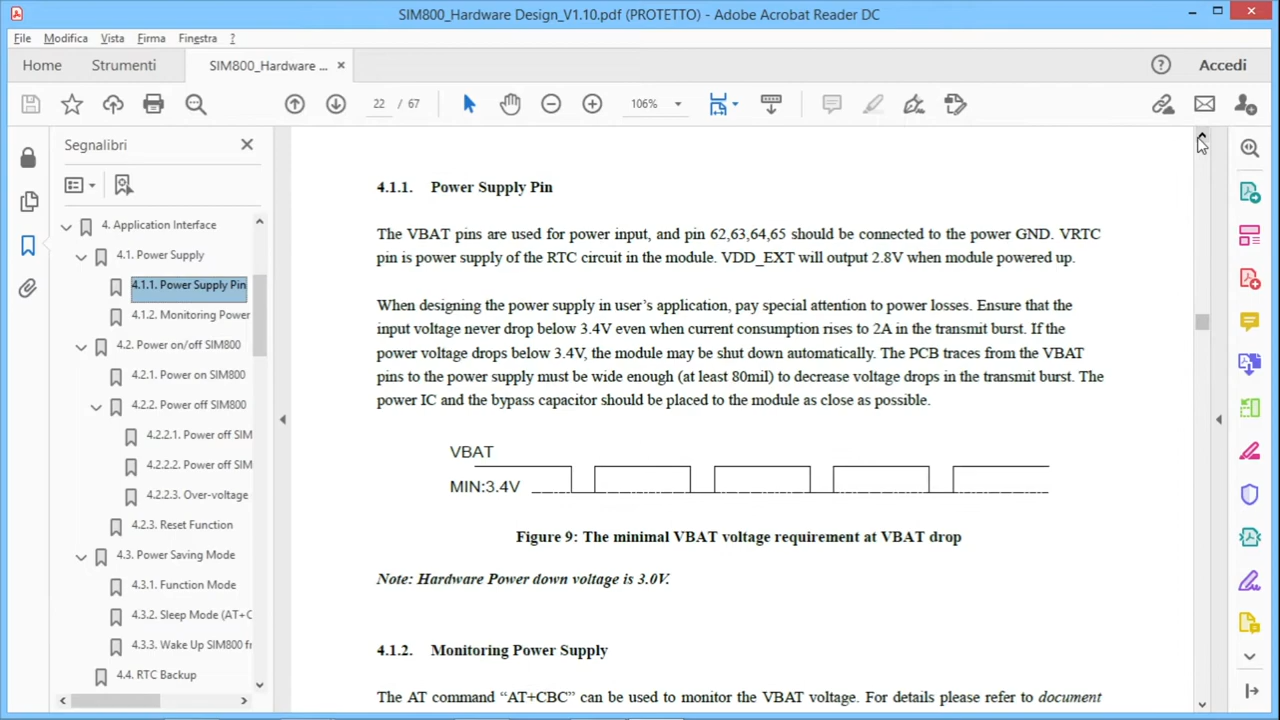 SIM800_Hardware Design_V1.10.pdf (PROTETTO) - Adobe Acrobat Reader DC
File Modifica Vista Firma Finestra ?
Home Strumenti SIM800_Hardware ... × Accedi
22 / 67 106%
Segnalibri
4. Application Interface
4.1. Power Supply
4.1.1. Power Supply Pin
4.1.2. Monitoring Power
4.2. Power on/off SIM800
4.2.1. Power on SIM800
4.2.2. Power off SIM800
4.2.2.1. Power off SIM
4.2.2.2. Power off SIM
4.2.2.3. Over-voltage
4.2.3. Reset Function
4.3. Power Saving Mode
4.3.1. Function Mode
4.3.2. Sleep Mode (AT+C
4.3.3. Wake Up SIM800 fr
4.4. RTC Backup
4.1.1. Power Supply Pin
The VBAT pins are used for power input, and pin 62,63,64,65 should be connected to the power GND. VRTC
pin is power supply of the RTC circuit in the module. VDD_EXT will output 2.8V when module powered up.
When designing the power supply in user's application, pay special attention to power losses. Ensure that the
input voltage never drop below 3.4V even when current consumption rises to 2A in the transmit burst. If the
power voltage drops below 3.4V, the module may be shut down automatically. The PCB traces from the VBAT
pins to the power supply must be wide enough (at least 80mil) to decrease voltage drops in the transmit burst. The
power IC and the bypass capacitor should be placed to the module as close as possible.
VBAT
MIN:3.4V
Figure 9: The minimal VBAT voltage requirement at VBAT drop
Note: Hardware Power down voltage is 3.0V.
4.1.2. Monitoring Power Supply
The AT command “AT+CBC” can be used to monitor the VBAT voltage. For details please refer to document